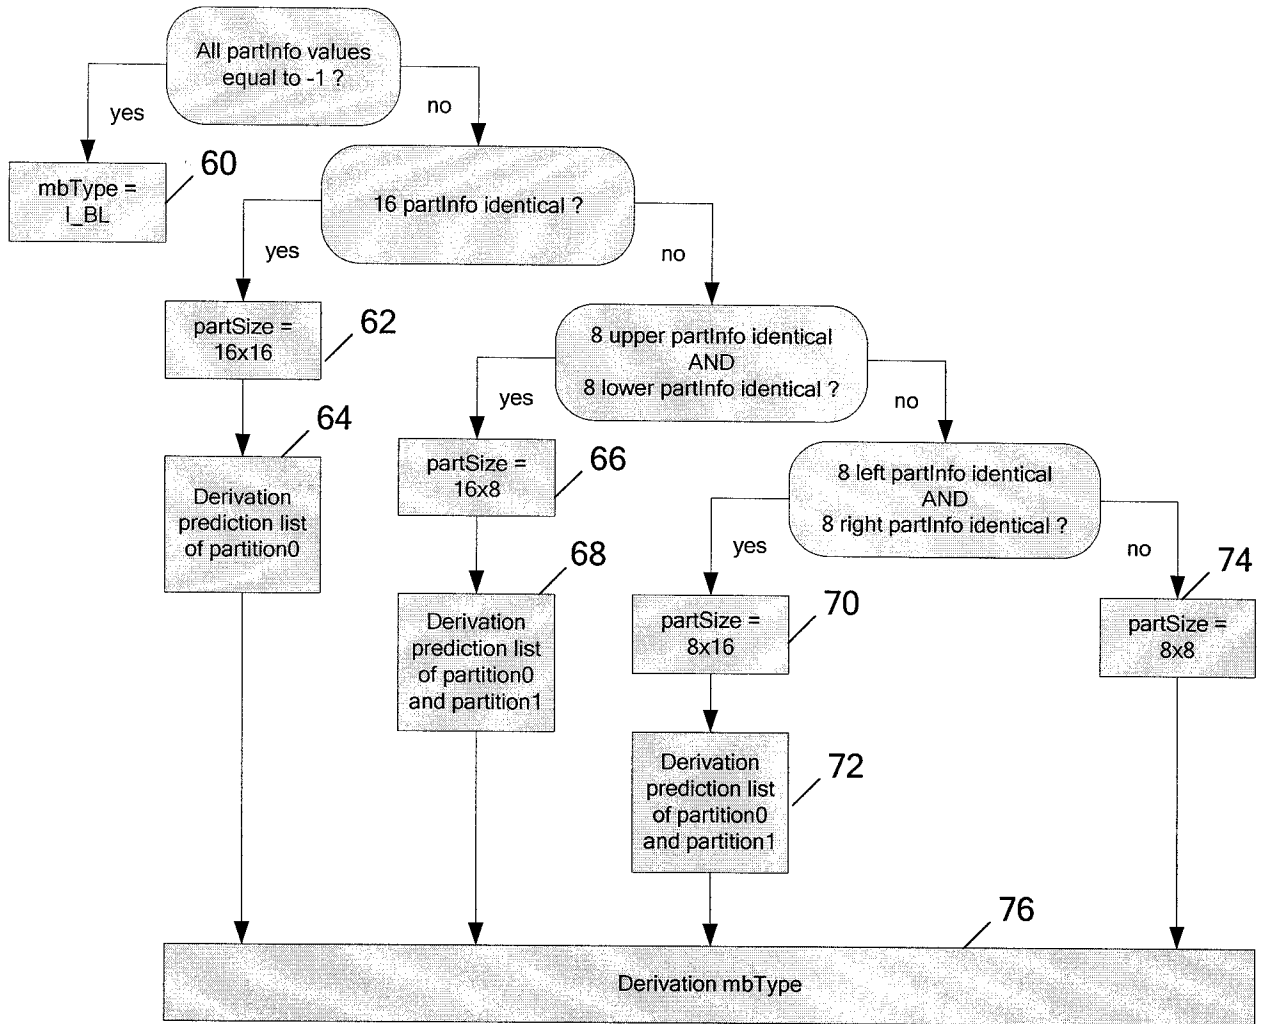 All partInfo values
equal to -1 ?
yes
no
mbType =
I_BL
60
16 partInfo identical ?
yes
no
partSize =
16x16
62
8 upper partInfo identical
AND
8 lower partInfo identical ?
yes
no
64
Derivation
prediction list
of partition0
partSize =
16x8
66
8 left partInfo identical
AND
8 right partInfo identical ?
yes
no
68
Derivation
prediction list
of partition0
and partition1
partSize =
8x16
70
74
partSize =
8x8
Derivation
prediction list
of partition0
and partition1
72
76
Derivation mbType